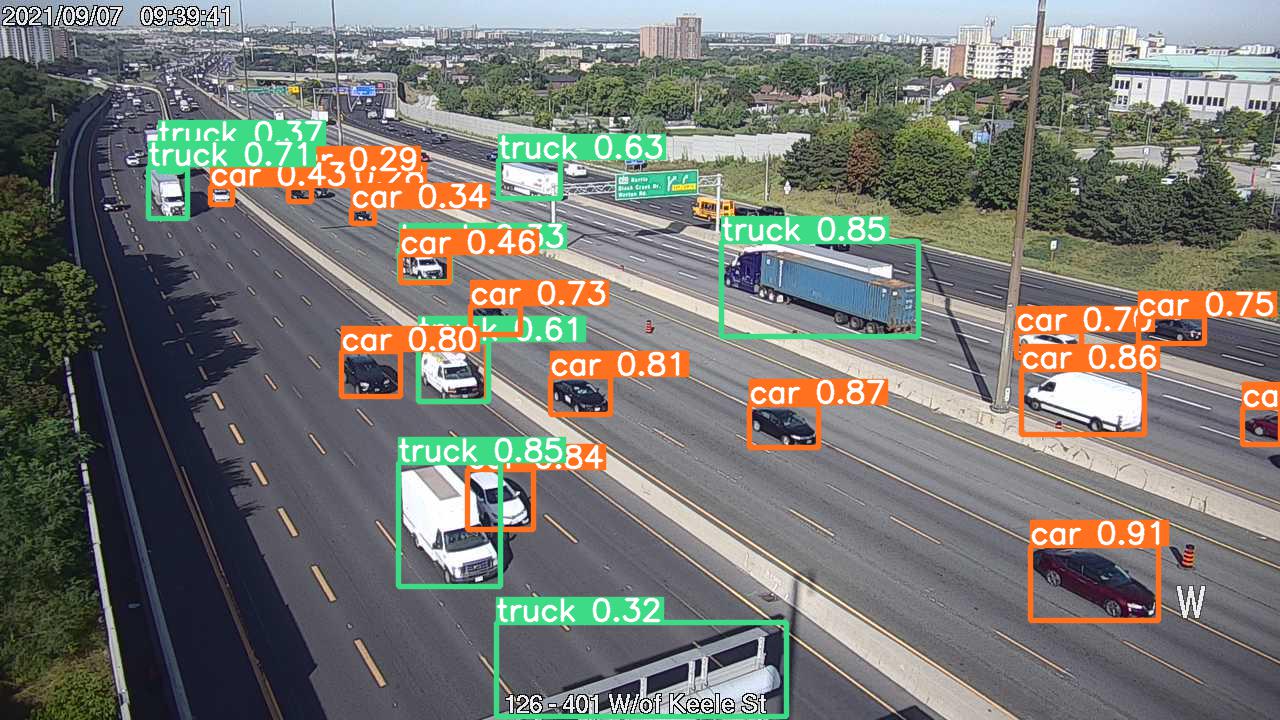 2021/09/07 09:39:41
truck 0.37
truck 0.71
car 0.43
0.29
truck 0.63
car 0.34
car 0.46
truck 0.85
car 0.73
car 0.75
car 0.80
0.61
car 0.81
car 0.86
car 0.87
truck 0.85
0.84
car 0.91
W
truck 0.32
126 - 401 W/of Keele St